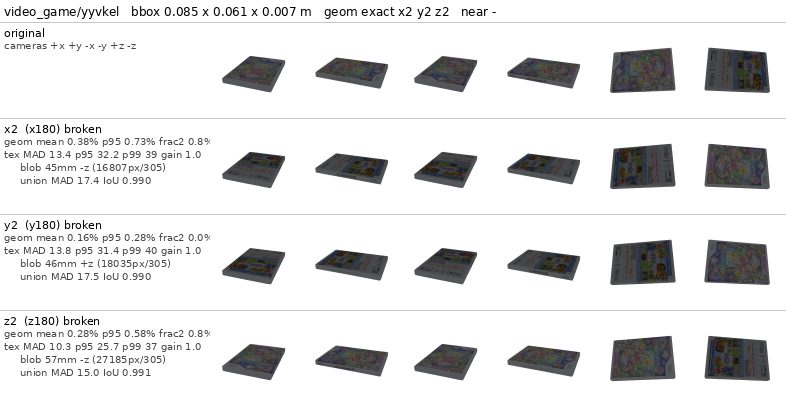 video_game/yyvkel   bbox 0.085 x 0.061 x 0.007 m   geom exact x2 y2 z2   near -
original
cameras +x +y -x -y +z -z
x2  (x180) broken
geom mean 0.38% p95 0.73% frac2 0.8%
tex MAD 13.4 p95 32.2 p99 39 gain 1.0
blob 45mm -z (16807px/305)
union MAD 17.4 IoU 0.990
y2  (y180) broken
geom mean 0.16% p95 0.28% frac2 0.0%
tex MAD 13.8 p95 31.4 p99 40 gain 1.0
blob 46mm +z (18035px/305)
union MAD 17.5 IoU 0.990
z2  (z180) broken
geom mean 0.28% p95 0.58% frac2 0.8%
tex MAD 10.3 p95 25.7 p99 37 gain 1.0
blob 57mm -z (27185px/305)
union MAD 15.0 IoU 0.991